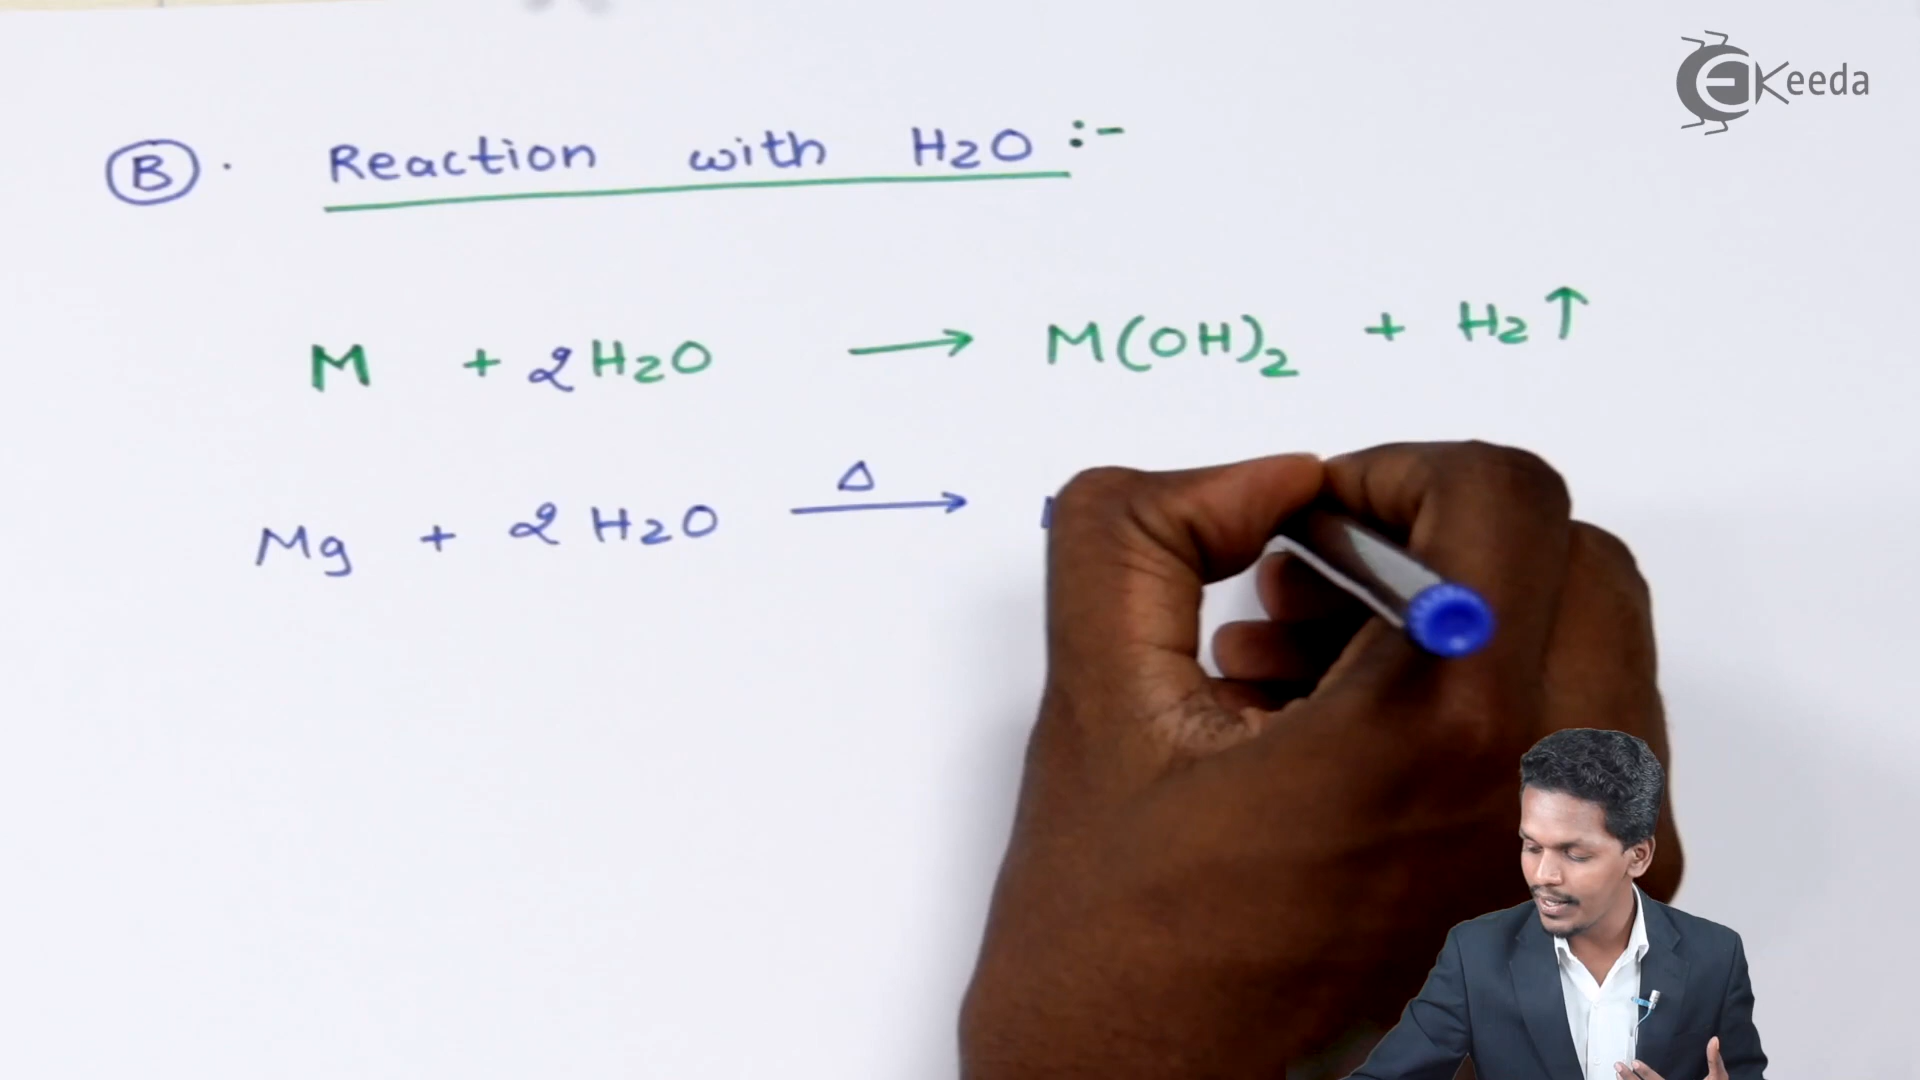 EKeeda
B. Reaction with H2O :-
M + 2H2O → M(OH)2 + H2↑
Mg + 2H2O →Δ